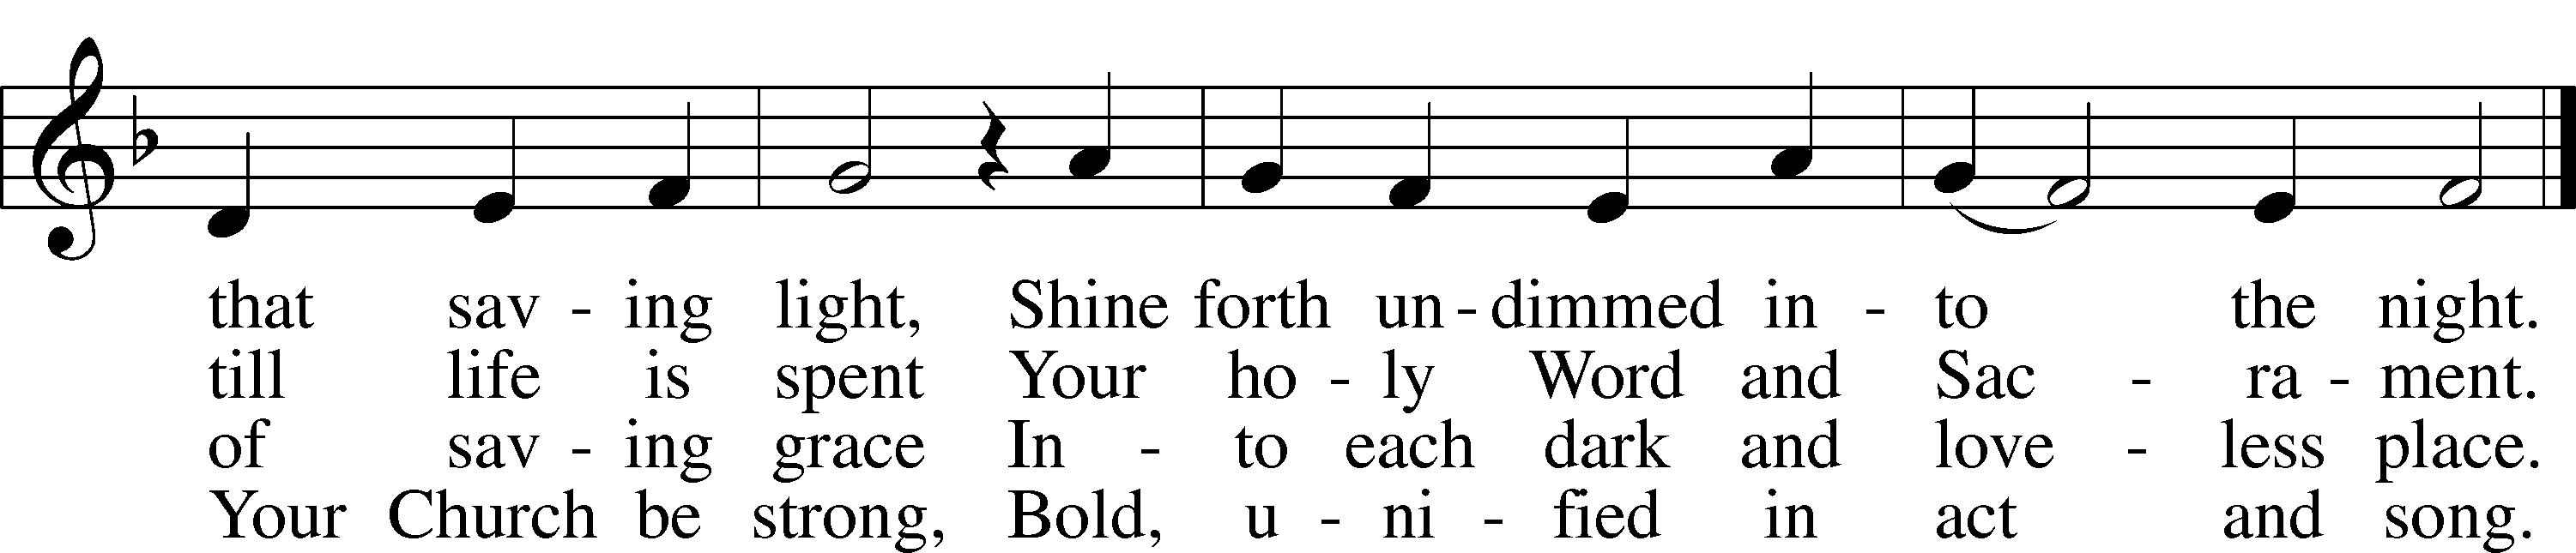 that sav - ing light, Shine forth un - dimmed in - to the night.
till life is spent Your ho - ly Word and Sac - ra - ment.
of sav - ing grace In - to each dark and love - less place.
Your Church be strong, Bold, u - ni - fied in act and song.